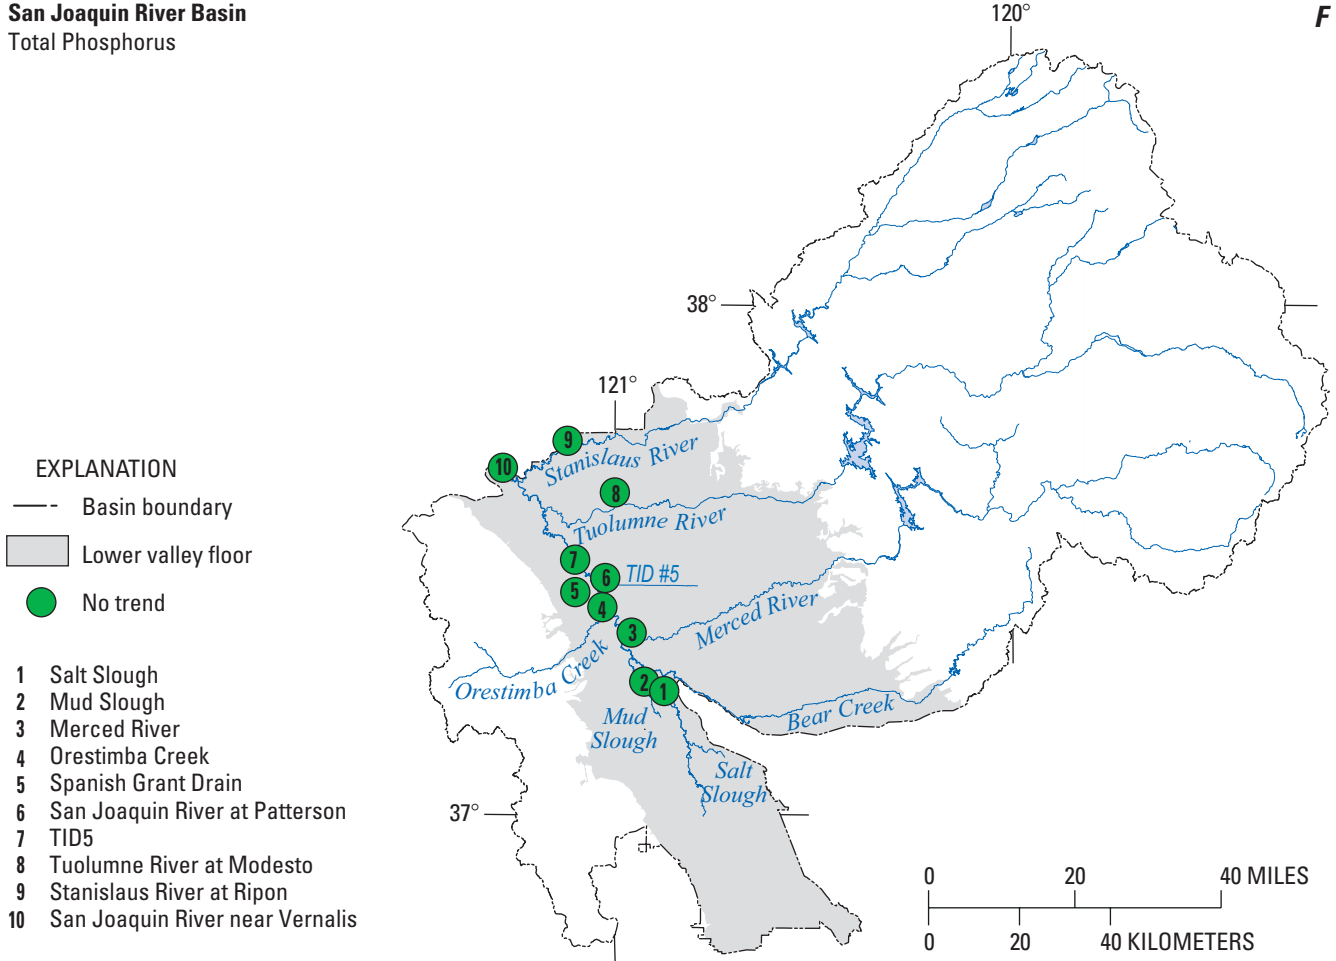 San Joaquin River Basin
Total Phosphorus
F
120°
38°
121°
37°
EXPLANATION
Basin boundary
Lower valley floor
No trend
1 Salt Slough
2 Mud Slough
3 Merced River
4 Orestimba Creek
5 Spanish Grant Drain
6 San Joaquin River at Patterson
7 TID5
8 Tuolumne River at Modesto
9 Stanislaus River at Ripon
10 San Joaquin River near Vernalis
9
10
Stanislaus River
8
Tuolumne River
7
6
TID #5
5
4
3
Merced River
Orestimba Creek
2
1
Mud
Slough
Bear Creek
Salt
Slough
0 20 40 MILES
0 20 40 KILOMETERS